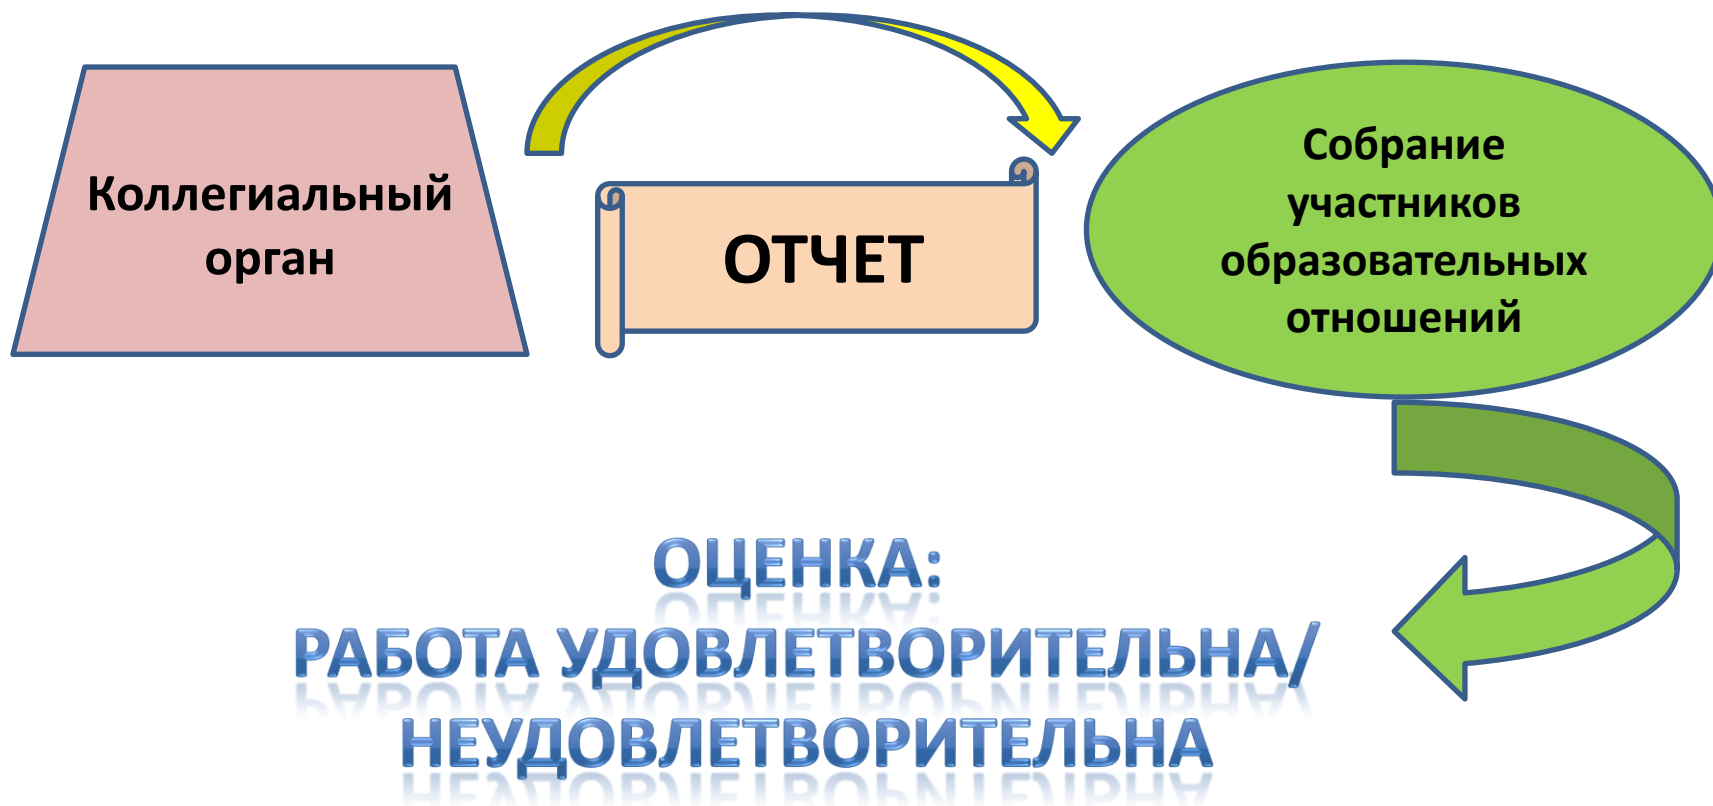 Коллегиальный
орган
ОТЧЕТ
Собрание
участников
образовательных
отношений
ОЦЕНКА:
РАБОТА УДОВЛЕТВОРИТЕЛЬНА/
НЕУДОВЛЕТВОРИТЕЛЬНА